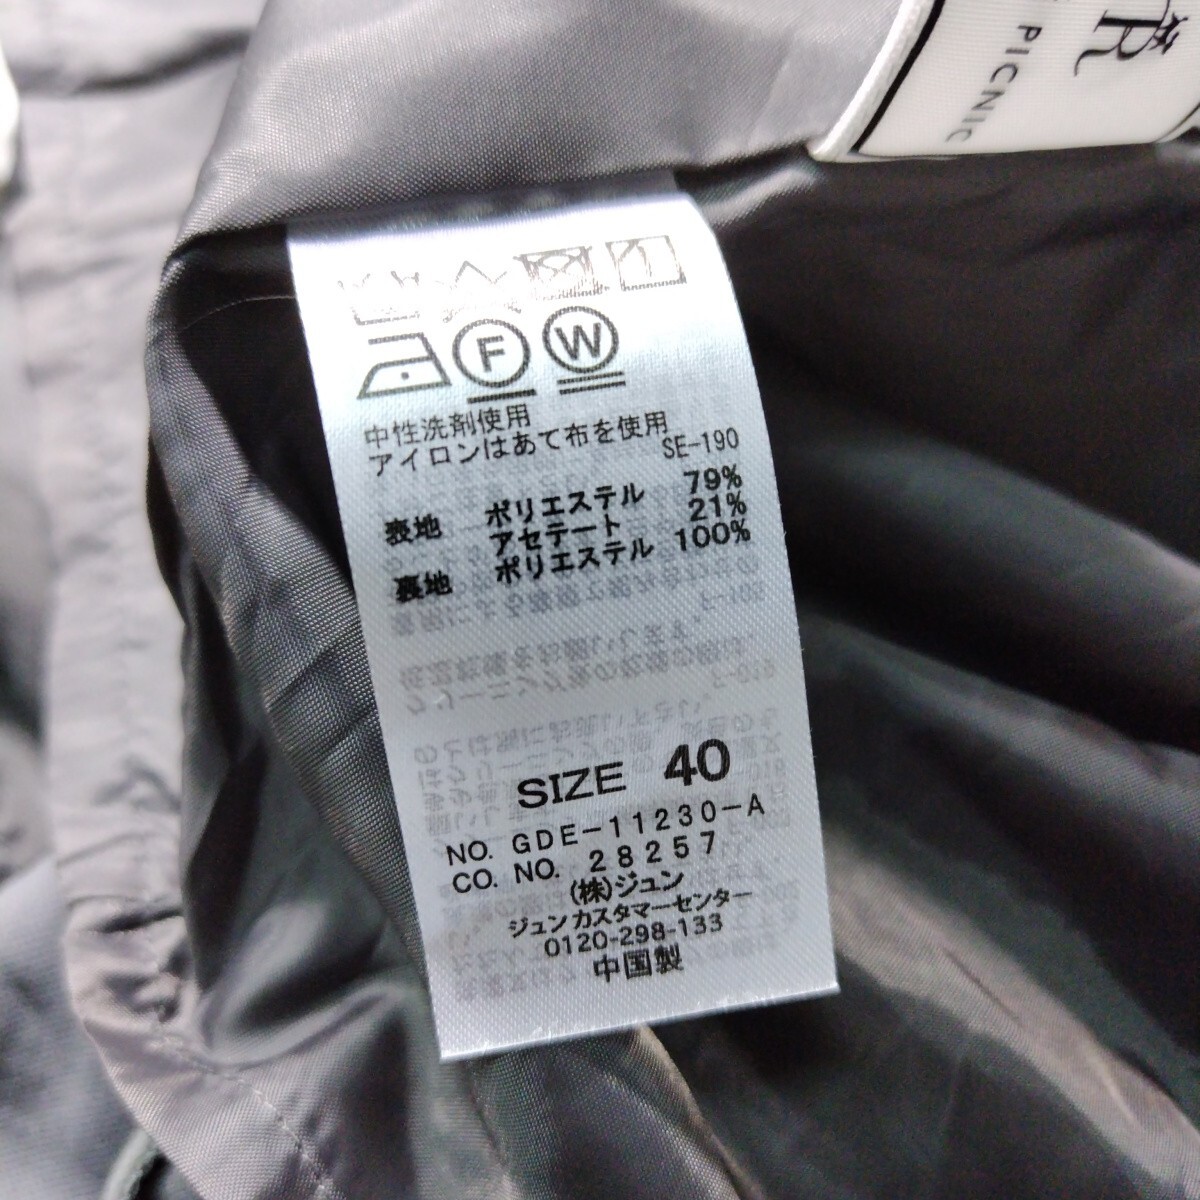 R
PICNIC
F W
中性洗剤使用
アイロンはあて布を使用
SE-190
表地 ポリエステル 79%
アセテート 21%
裏地 ポリエステル 100%
SIZE 40
NO. GDE-11230-A
CO. NO. 28257
(株)ジュン
ジュンカスタマーセンター
0120-298-133
中国製